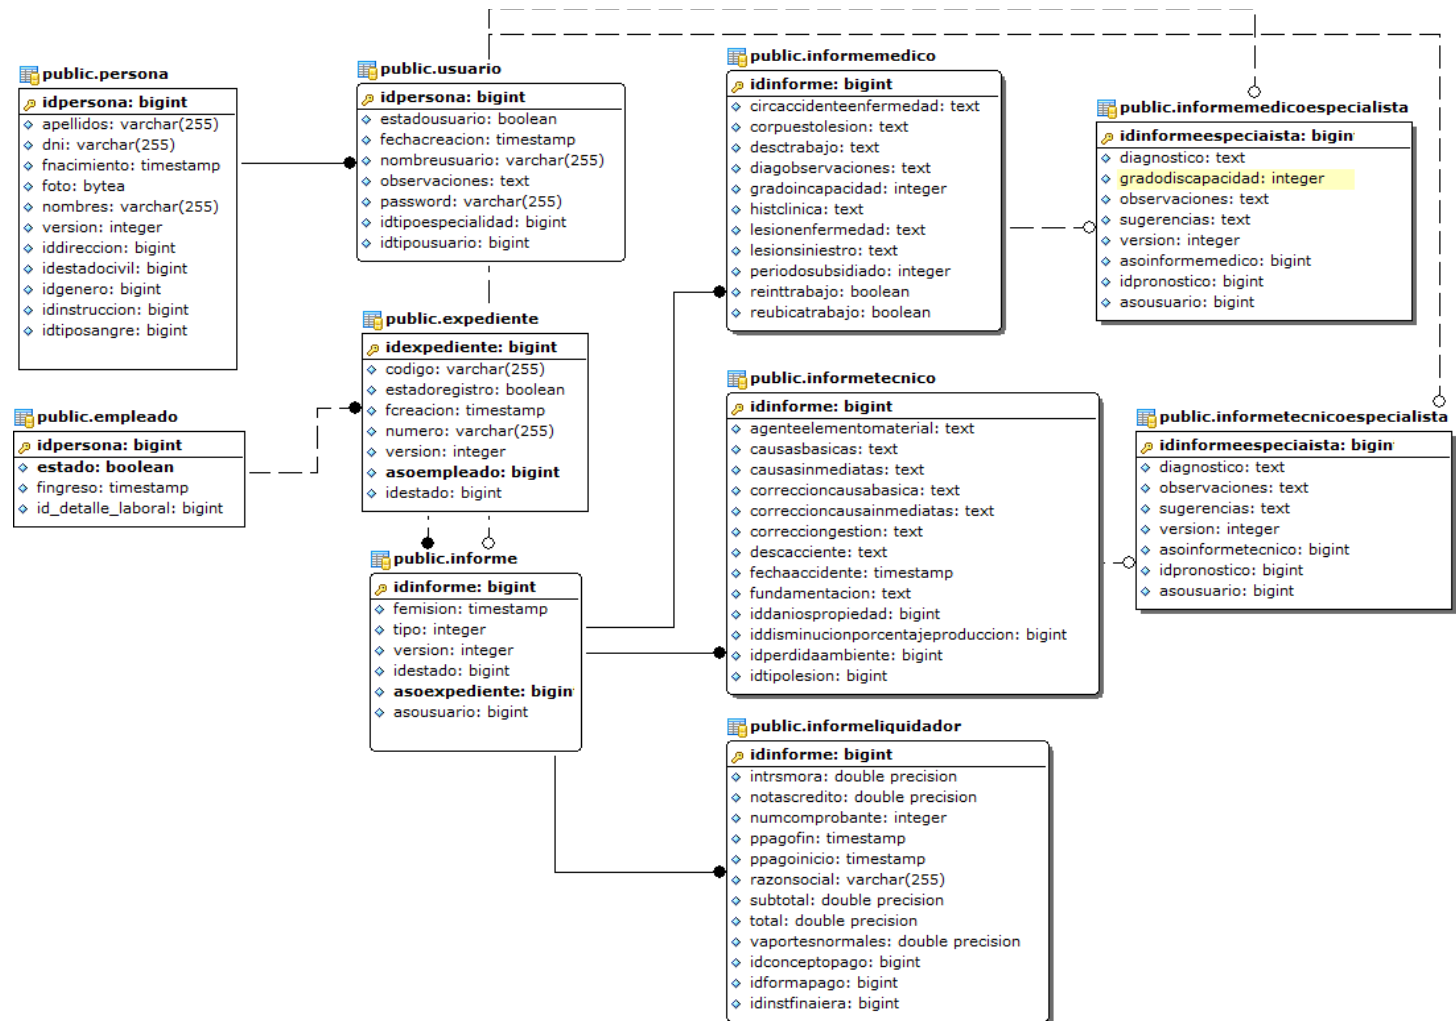 public.persona
idpersona: bigint
apellidos: varchar(255)
dni: varchar(255)
fnacimiento: timestamp
foto: bytea
nombres: varchar(255)
version: integer
iddireccion: bigint
idestadocivil: bigint
idgenero: bigint
idinstruccion: bigint
idtiposangre: bigint
public.empleado
idpersona: bigint
estado: boolean
fingreso: timestamp
id_detalle_laboral: bigint
public.usuario
idpersona: bigint
estadousuario: boolean
fechacreacion: timestamp
nombreusuario: varchar(255)
observaciones: text
password: varchar(255)
idtipoespecialidad: bigint
idtipousuario: bigint
public.expediente
idexpediente: bigint
codigo: varchar(255)
estadoregistro: boolean
fcreacion: timestamp
numero: varchar(255)
version: integer
asoempleado: bigint
idestado: bigint
public.informe
idinforme: bigint
femision: timestamp
tipo: integer
version: integer
idestado: bigint
asoexpediente: bigin
asousuario: bigint
public.informemedico
idinforme: bigint
circaccidenteenfermedad: text
corpuestolesion: text
desctrabajo: text
diagobservaciones: text
gradoincapacidad: integer
histclinica: text
lesionenfermedad: text
lesionsiniestro: text
periodosubsidiado: integer
reinttrabajo: boolean
reubicatrabajo: boolean
public.informetecnico
idinforme: bigint
agenteelementomaterial: text
causasbasicas: text
causasinmediatas: text
correccioncausabasica: text
correccioncausainmediatas: text
correcciongestion: text
descacciente: text
fechaaccidente: timestamp
fundamentacion: text
iddaniospropiedad: bigint
iddisminucionporcentajeproduccion: bigint
idperdidaambiente: bigint
idtipolesion: bigint
public.informeliquidador
idinforme: bigint
intrsmora: double precision
notascredito: double precision
numcomprobante: integer
ppagofin: timestamp
ppagoinicio: timestamp
razonsocial: varchar(255)
subtotal: double precision
total: double precision
vaportesnormales: double precision
idconceptopago: bigint
idformapago: bigint
idinstfinaiera: bigint
public.informemedicoespecialista
idinformeespeciaista: bigin
diagnostico: text
gradodiscapacidad: integer
observaciones: text
sugerencias: text
version: integer
asoinformemedico: bigint
idpronostico: bigint
asousuario: bigint
public.informetecnicoespecialista
idinformeespeciaista: bigin
diagnostico: text
observaciones: text
sugerencias: text
version: integer
asoinformetecnico: bigint
idpronostico: bigint
asousuario: bigint